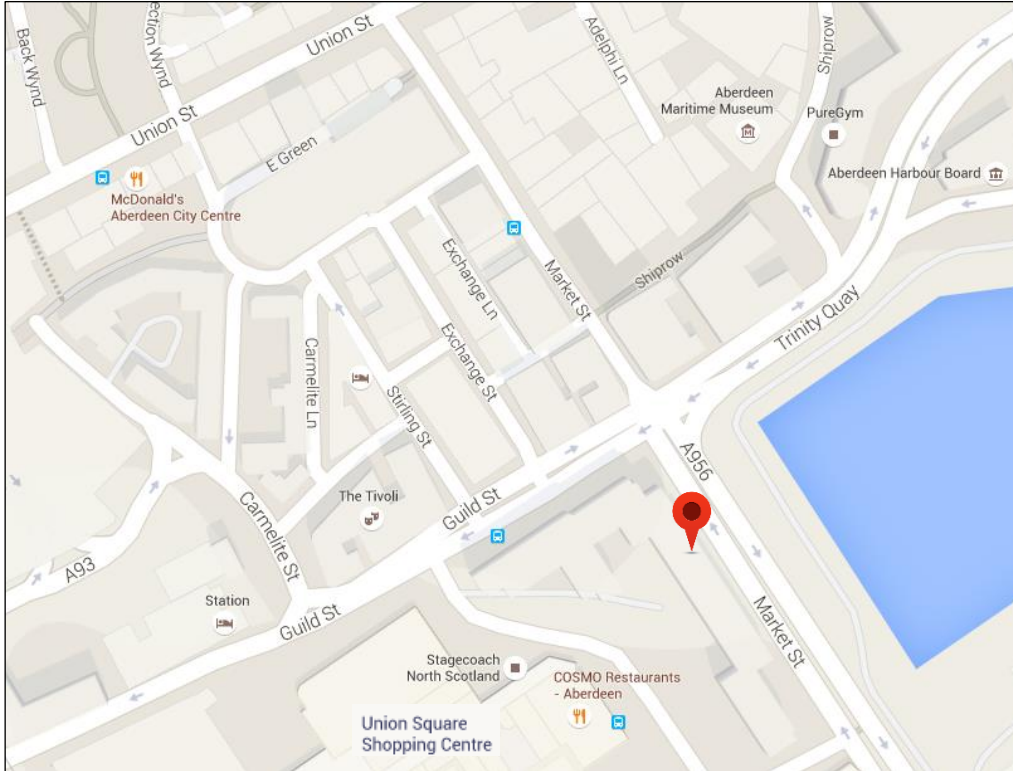 Back Wynd
ection Wynd
Union St
Adelphi Ln
Shiprow
Aberdeen
Maritime Museum
PureGym
Union St
E Green
Aberdeen Harbour Board
McDonald's
Aberdeen City Centre
Exchange Ln
Market St
Shiprow
Trinity Quay
Carmelite Ln
Exchange St
Stirling St
A956
The Tivoli
Guild St
Carmelite St
A93
Station
Guild St
Market St
Stagecoach
North Scotland
COSMO Restaurants
- Aberdeen
Union Square
Shopping Centre